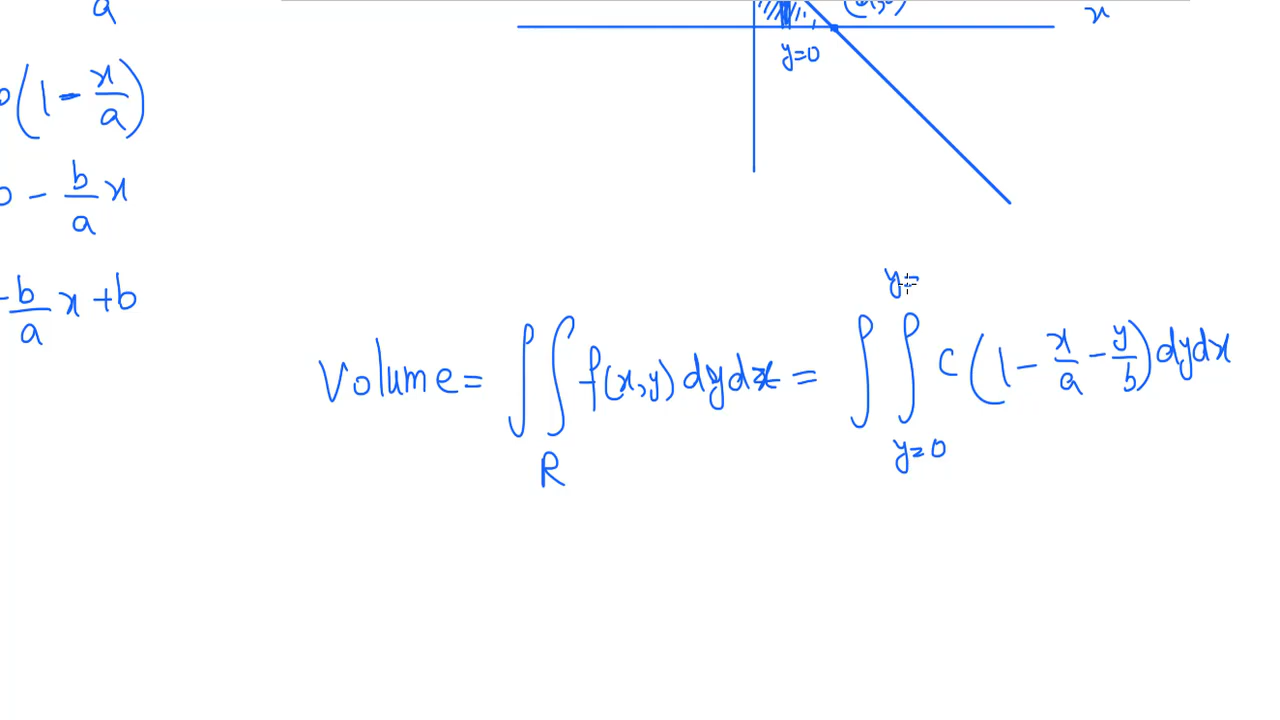 a
x
y=0
(1 - x/a)
- b/a x
-b/a x + b
Volume = ∫∫_R f(x,y) dydx = ∫∫_{y=0}^{y=} c(1 - x/a - y/b) dydx